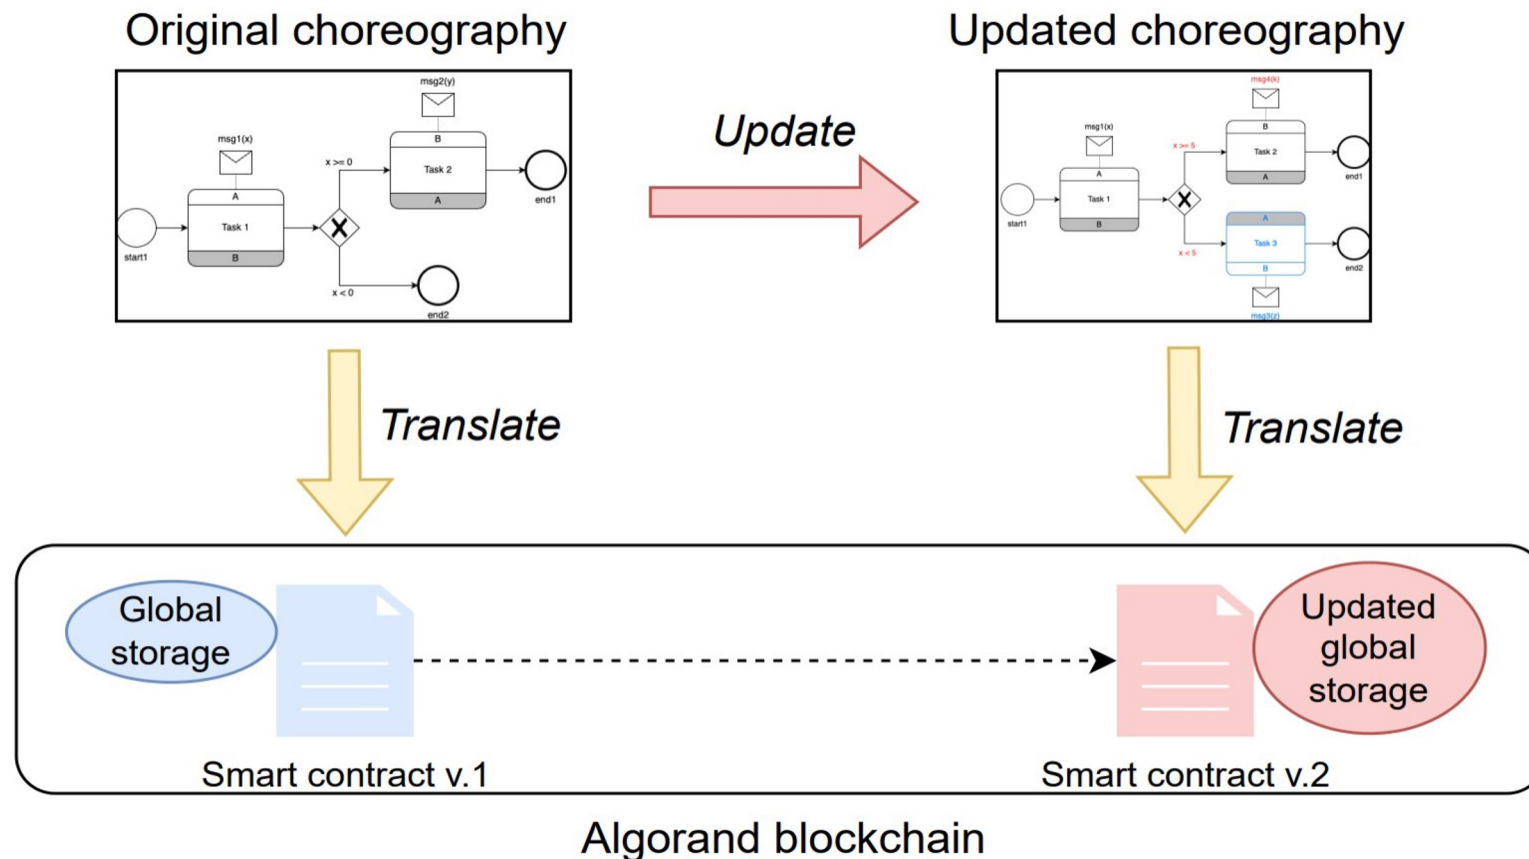 Original choreography
Updated choreography
msg2(y)
B
Task 2
A
msg1(x)
A
Task 1
B
x >= 0
x < 0
start1
end1
end2
Update
msg4(k)
B
Task 2
A
msg1(x)
A
Task 1
B
x >= 5
x < 5
start1
end1
A
Task 3
B
end2
msg3(z)
Translate
Translate
Global
storage
Updated
global
storage
Smart contract v.1
Smart contract v.2
Algorand blockchain